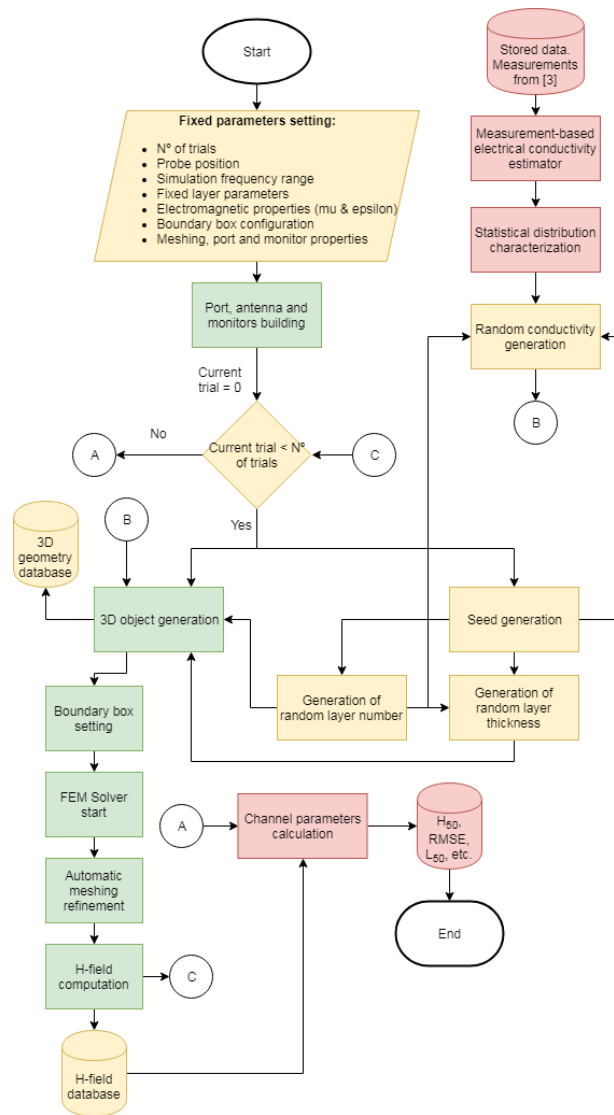 Start
Stored data.
Measurements
from [3]
Fixed parameters setting:
• Nº of trials
• Probe position
• Simulation frequency range
• Fixed layer parameters
• Electromagnetic properties (mu & epsilon)
• Boundary box configuration
• Meshing, port and monitor properties
Measurement-based
electrical conductivity
estimator
Statistical distribution
characterization
Port, antenna and
monitors building
Random conductivity
generation
Current
trial = 0
B
No
A
Current trial < Nº
of trials
C
Yes
B
3D
geometry
database
3D object generation
Seed generation
Generation of
random layer number
Generation of
random layer
thickness
Boundary box
setting
FEM Solver
start
A
Channel parameters
calculation
H50,
RMSE,
L50, etc.
Automatic
meshing
refinement
End
H-field
computation
C
H-field
database